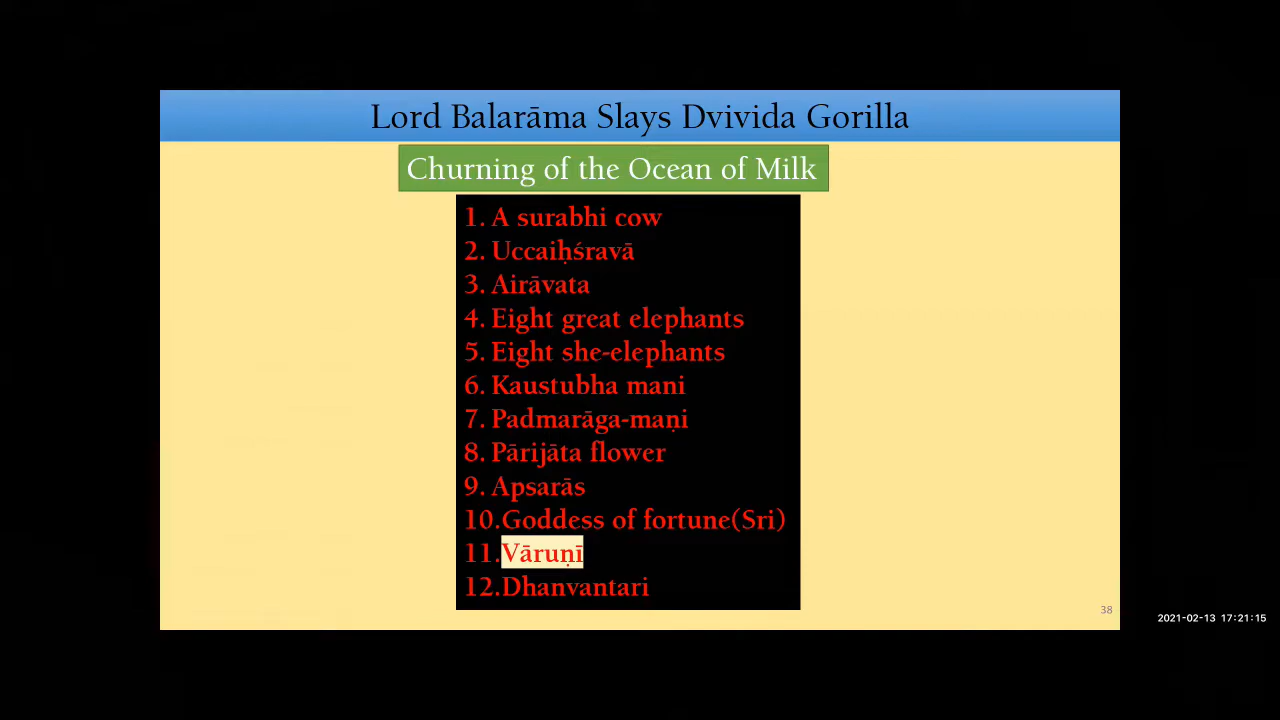 Lord Balarāma Slays Dvivida Gorilla
Churning of the Ocean of Milk
1. A surabhi cow
2. Uccaiḥśravā
3. Airāvata
4. Eight great elephants
5. Eight she-elephants
6. Kaustubha mani
7. Padmarāga-maṇi
8. Pārijāta flower
9. Apsarās
10.Goddess of fortune(Sri)
11.Vāruṇī
12.Dhanvantari
38
2021-02-13 17:21:15